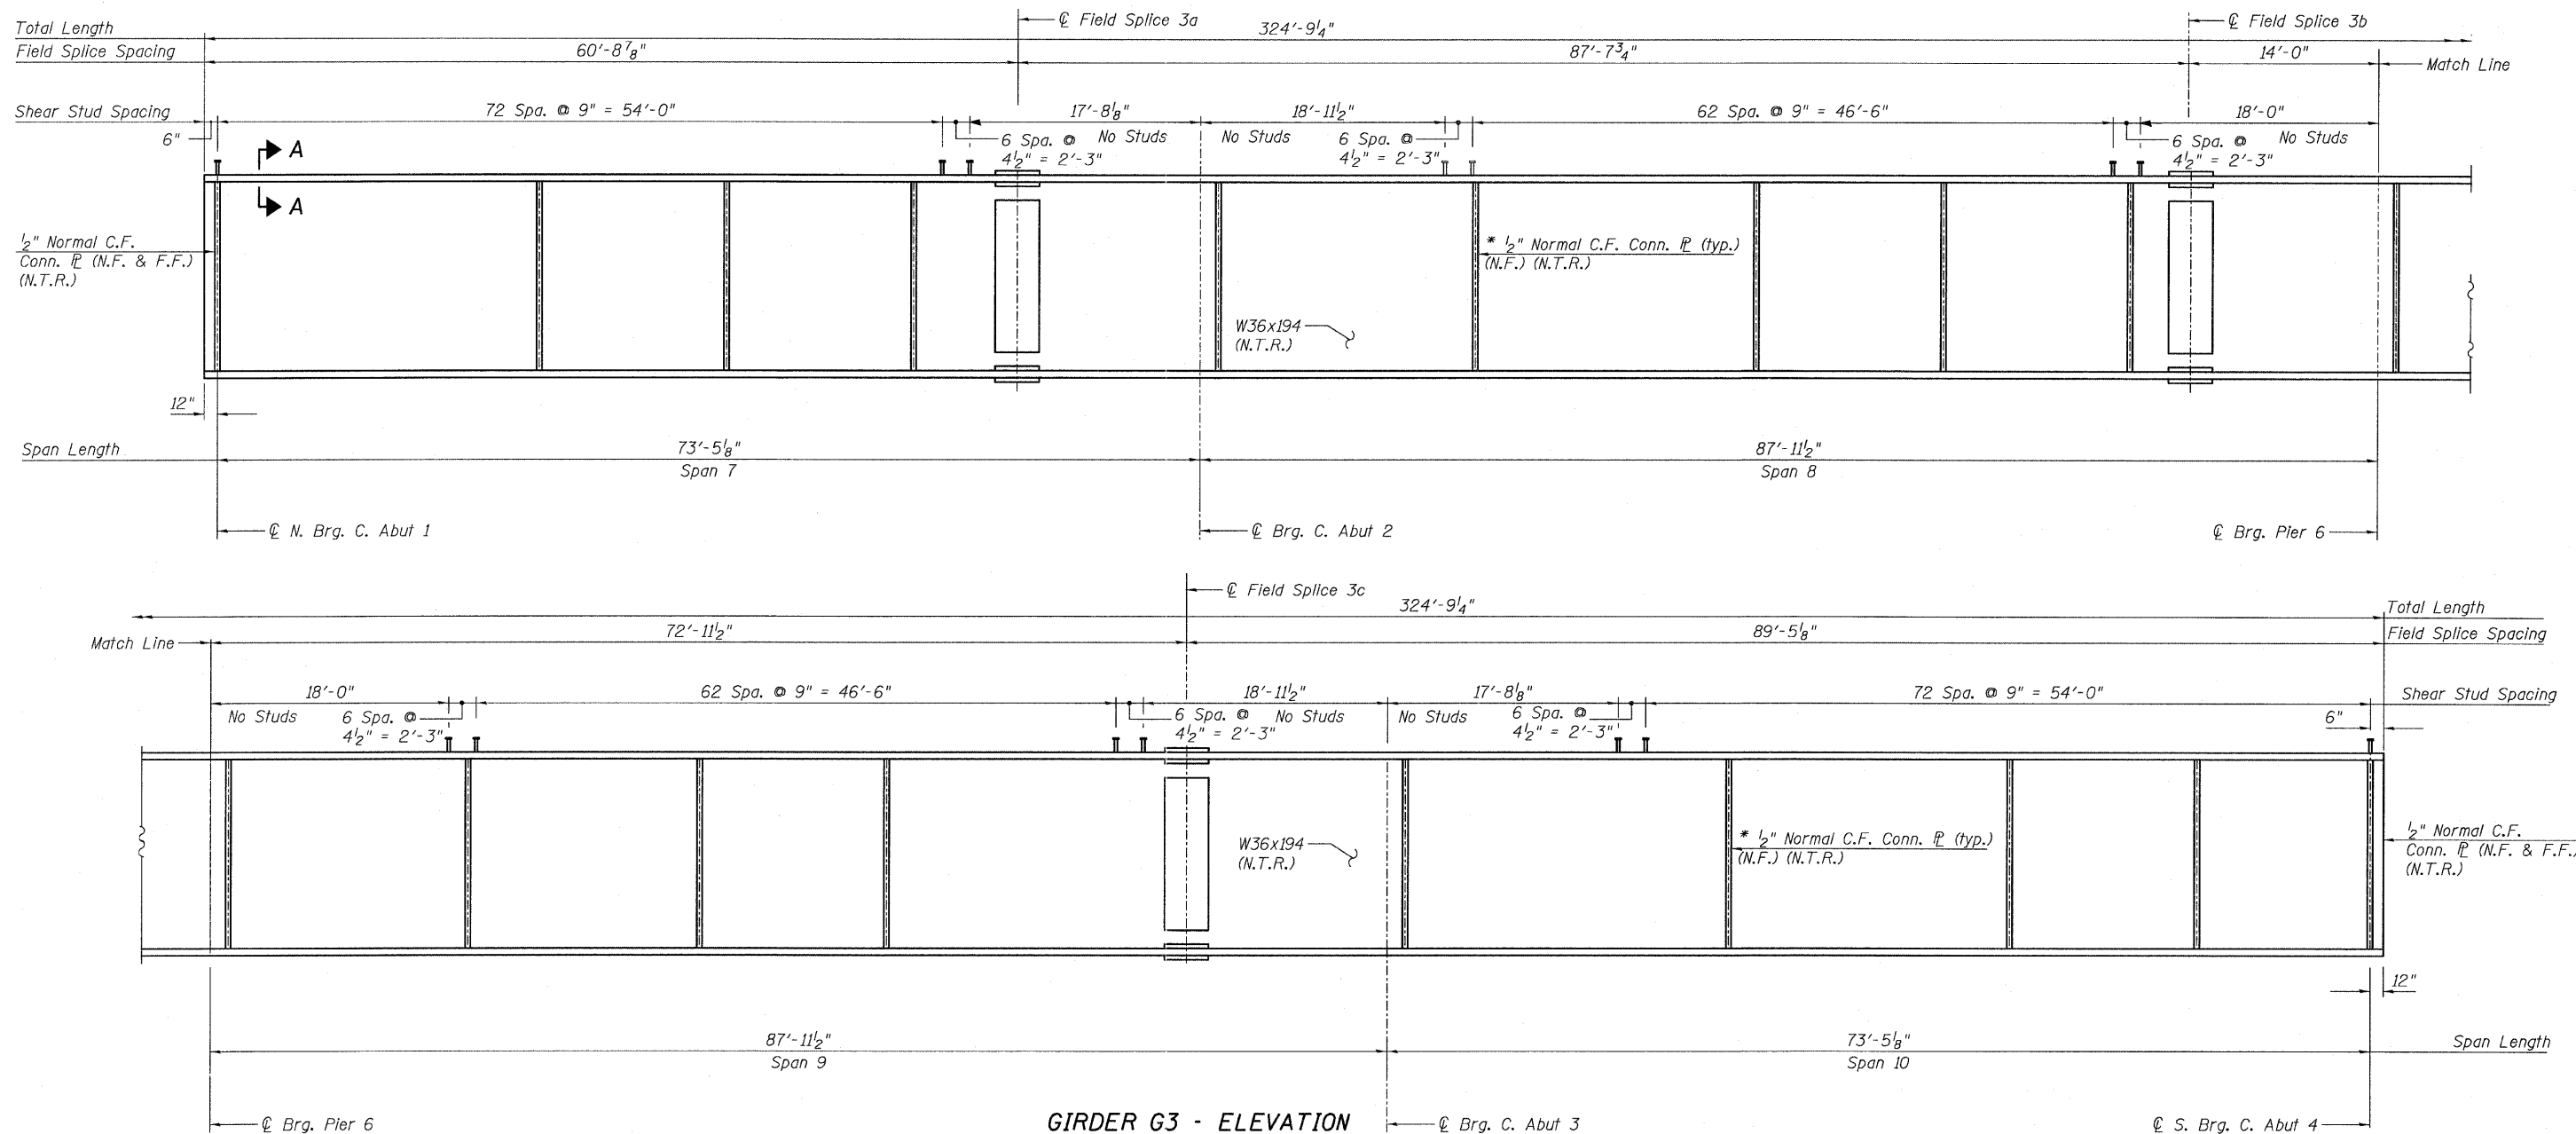 ℄ Field Splice 3a
℄ Field Splice 3b
Total Length
324'-9¼"
Field Splice Spacing
60'-8⅞"
87'-7¾"
14'-0"
Match Line
Shear Stud Spacing
72 Spa. @ 9" = 54'-0"
17'-8⅛"
18'-11½"
62 Spa. @ 9" = 46'-6"
18'-0"
6"
6 Spa. @
4½" = 2'-3"
No Studs
No Studs
6 Spa. @
4½" = 2'-3"
6 Spa. @
4½" = 2'-3"
No Studs
A
A
½" Normal C.F.
Conn. ⅊ (N.F. & F.F.)
(N.T.R.)
* ½" Normal C.F. Conn. ⅊ (typ.)
(N.F.) (N.T.R.)
W36x194
(N.T.R.)
12"
Span Length
73'-5⅛"
Span 7
87'-11½"
Span 8
℄ N. Brg. C. Abut 1
℄ Brg. C. Abut 2
℄ Brg. Pier 6
℄ Field Splice 3c
324'-9¼"
Total Length
Match Line
72'-11½"
89'-5⅛"
Field Splice Spacing
18'-0"
62 Spa. @ 9" = 46'-6"
18'-11½"
17'-8⅛"
72 Spa. @ 9" = 54'-0"
Shear Stud Spacing
No Studs
6 Spa. @
4½" = 2'-3"
6 Spa. @
4½" = 2'-3"
No Studs
No Studs
6 Spa. @
4½" = 2'-3"
6"
W36x194
(N.T.R.)
* ½" Normal C.F. Conn. ⅊ (typ.)
(N.F.) (N.T.R.)
½" Normal C.F.
Conn. ⅊ (N.F. & F.F.)
(N.T.R.)
12"
87'-11½"
Span 9
73'-5⅛"
Span 10
Span Length
℄ Brg. Pier 6
GIRDER G3 - ELEVATION
℄ Brg. C. Abut 3
℄ S. Brg. C. Abut 4